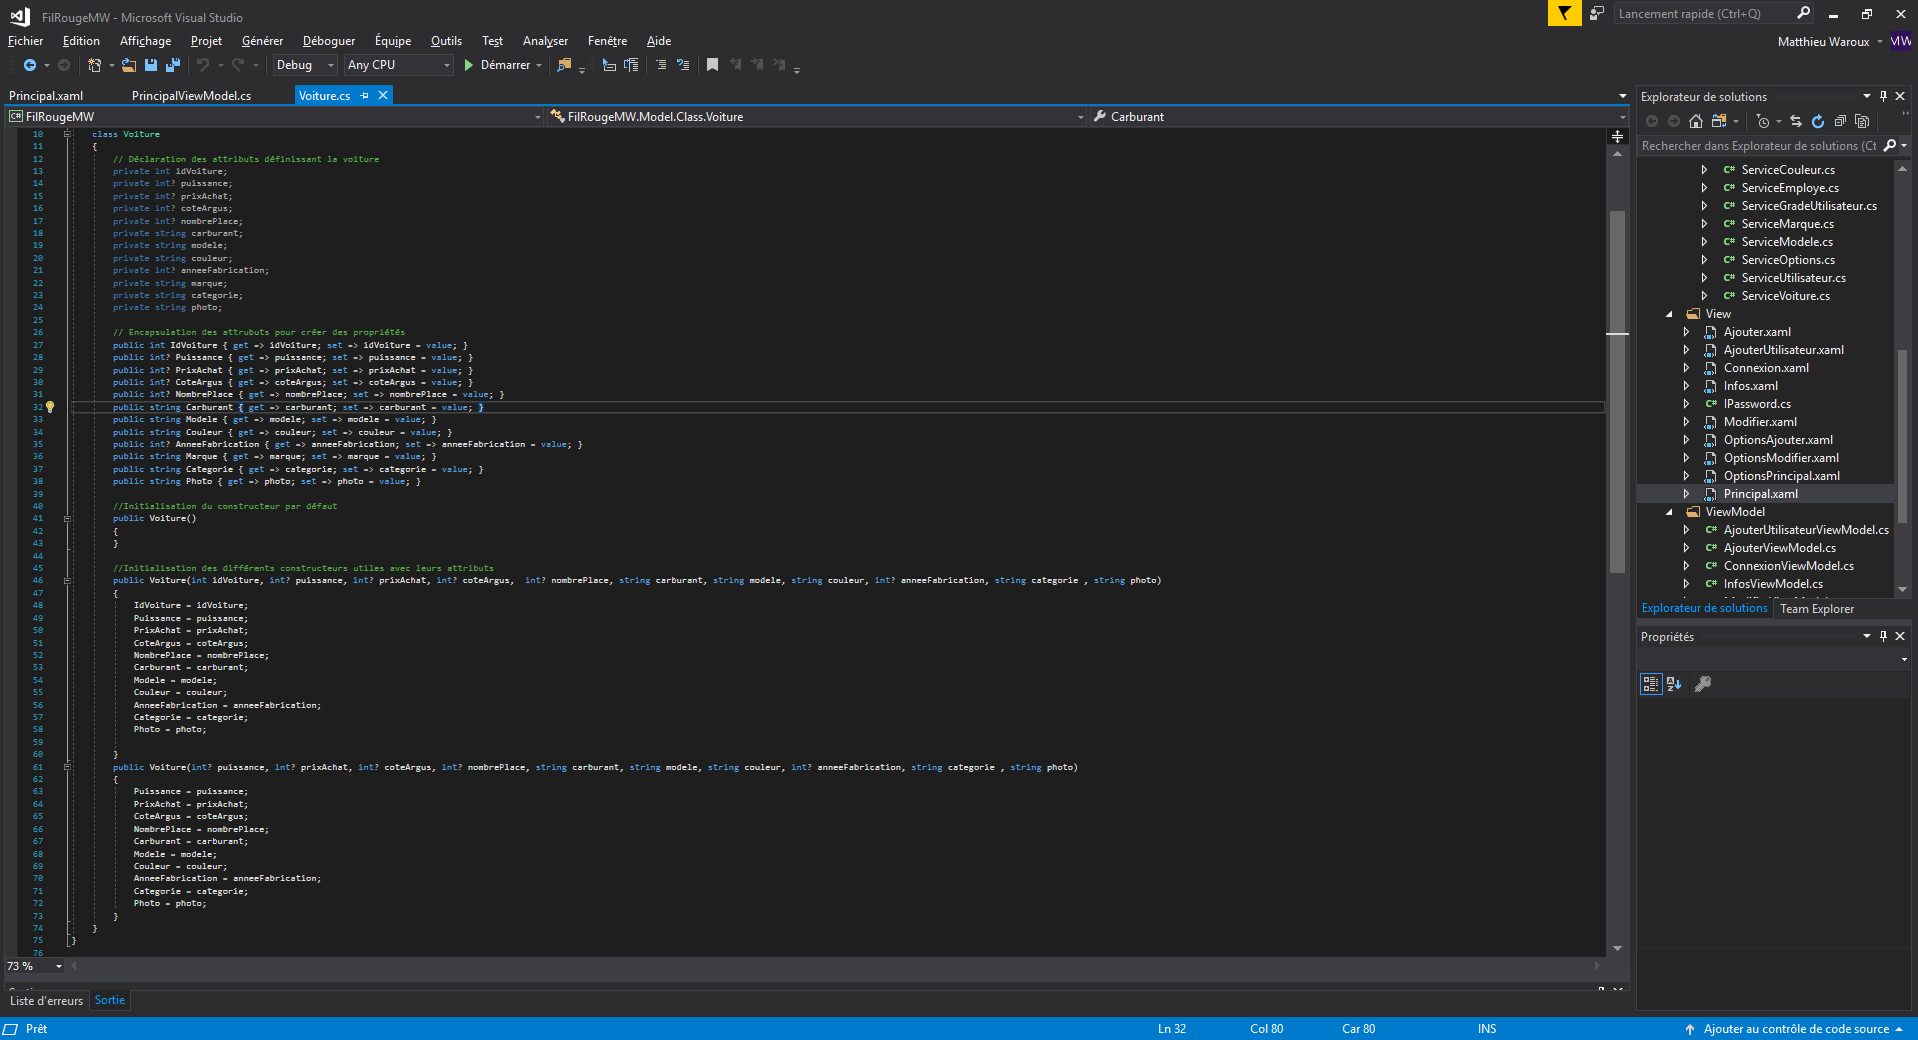 FilRougeMW - Microsoft Visual Studio
Lancement rapide (Ctrl+Q)
Fichier Edition Affichage Projet Générer Déboguer Équipe Outils Test Analyser Fenêtre Aide
Matthieu Waroux MW
Debug Any CPU Démarrer
Principal.xaml PrincipalViewModel.cs Voiture.cs
FilRougeMW FilRougeMW.Model.Class.Voiture Carburant
10 class Voiture
11 {
12 // Déclaration des attributs définissant la voiture
13 private int idVoiture;
14 private int? puissance;
15 private int? prixAchat;
16 private int? coteArgus;
17 private int? nombrePlace;
18 private string carburant;
19 private string modele;
20 private string couleur;
21 private int? anneeFabrication;
22 private string marque;
23 private string categorie;
24 private string photo;
25
26 // Encapsulation des attrubuts pour créer des propriétés
27 public int IdVoiture { get => idVoiture; set => idVoiture = value; }
28 public int? Puissance { get => puissance; set => puissance = value; }
29 public int? PrixAchat { get => prixAchat; set => prixAchat = value; }
30 public int? CoteArgus { get => coteArgus; set => coteArgus = value; }
31 public int? NombrePlace { get => nombrePlace; set => nombrePlace = value; }
32 public string Carburant { get => carburant; set => carburant = value; }
33 public string Modele { get => modele; set => modele = value; }
34 public string Couleur { get => couleur; set => couleur = value; }
35 public int? AnneeFabrication { get => anneeFabrication; set => anneeFabrication = value; }
36 public string Marque { get => marque; set => marque = value; }
37 public string Categorie { get => categorie; set => categorie = value; }
38 public string Photo { get => photo; set => photo = value; }
39
40 //Initialisation du constructeur par défaut
41 public Voiture()
42 {
43 }
44
45 //Initialisation des différents constructeurs utiles avec leurs attributs
46 public Voiture(int idVoiture, int? puissance, int? prixAchat, int? coteArgus,  int? nombrePlace, string carburant, string modele, string couleur, int? anneeFabrication, string categorie , string photo)
47 {
48 IdVoiture = idVoiture;
49 Puissance = puissance;
50 PrixAchat = prixAchat;
51 CoteArgus = coteArgus;
52 NombrePlace = nombrePlace;
53 Carburant = carburant;
54 Modele = modele;
55 Couleur = couleur;
56 AnneeFabrication = anneeFabrication;
57 Categorie = categorie;
58 Photo = photo;
59
60 }
61 public Voiture(int? puissance, int? prixAchat, int? coteArgus, int? nombrePlace, string carburant, string modele, string couleur, int? anneeFabrication, string categorie , string photo)
62 {
63 Puissance = puissance;
64 PrixAchat = prixAchat;
65 CoteArgus = coteArgus;
66 NombrePlace = nombrePlace;
67 Carburant = carburant;
68 Modele = modele;
69 Couleur = couleur;
70 AnneeFabrication = anneeFabrication;
71 Categorie = categorie;
72 Photo = photo;
73 }
74 }
75 }
76
73 %
Liste d'erreurs Sortie
Explorateur de solutions
Rechercher dans Explorateur de solutions (Ct
C# ServiceCouleur.cs
C# ServiceEmploye.cs
C# ServiceGradeUtilisateur.cs
C# ServiceMarque.cs
C# ServiceModele.cs
C# ServiceOptions.cs
C# ServiceUtilisateur.cs
C# ServiceVoiture.cs
View
Ajouter.xaml
AjouterUtilisateur.xaml
Connexion.xaml
Infos.xaml
C# IPassword.cs
Modifier.xaml
OptionsAjouter.xaml
OptionsModifier.xaml
OptionsPrincipal.xaml
Principal.xaml
ViewModel
C# AjouterUtilisateurViewModel.cs
C# AjouterViewModel.cs
C# ConnexionViewModel.cs
C# InfosViewModel.cs
Explorateur de solutions Team Explorer
Propriétés
Prêt Ln 32 Col 80 Car 80 INS Ajouter au contrôle de code source